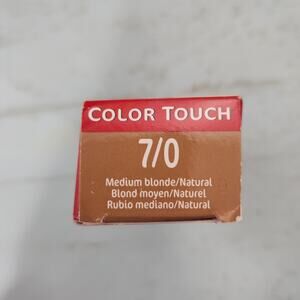 COLOR TOUCH
7/0
Medium blonde/Natural
Blond moyen/Naturel
Rubio mediano/Natural